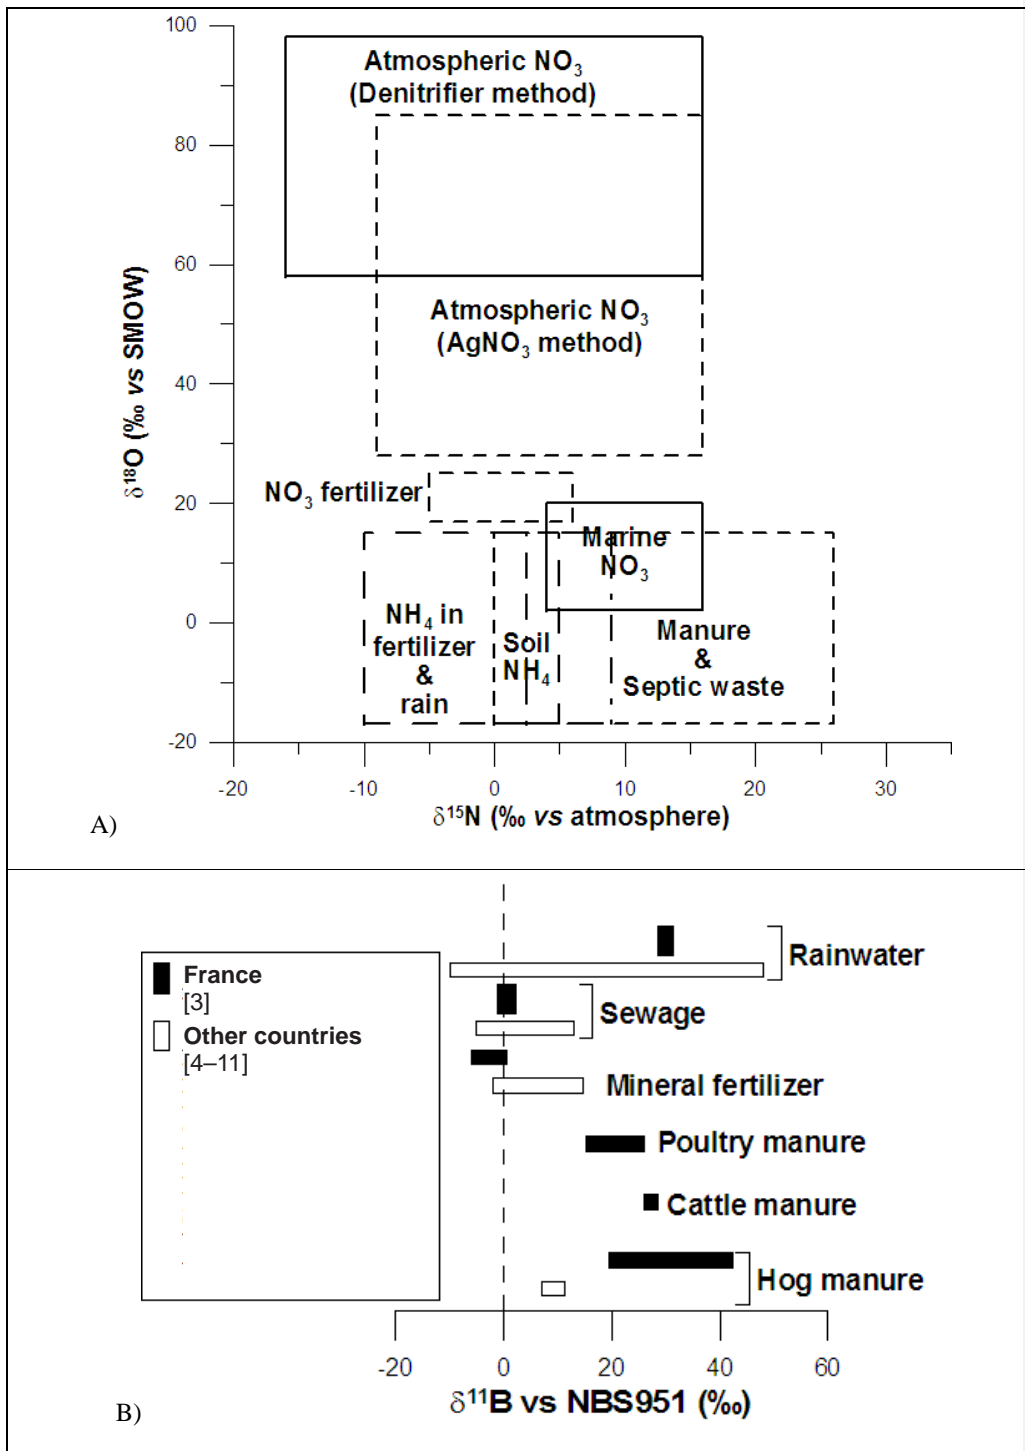 100
80
60
40
20
0
-20
δ18O (‰ vs SMOW)
Atmospheric NO3
(Denitrifier method)
Atmospheric NO3
(AgNO3 method)
NO3 fertilizer
Marine
NO3
NH4 in
fertilizer
&
rain
Soil
NH4
Manure
&
Septic waste
-20 -10 0 10 20 30
δ15N (‰ vs atmosphere)
A)
France
[3]
Other countries
[4–11]
Rainwater
Sewage
Mineral fertilizer
Poultry manure
Cattle manure
Hog manure
-20 0 20 40 60
δ11B vs NBS951 (‰)
B)